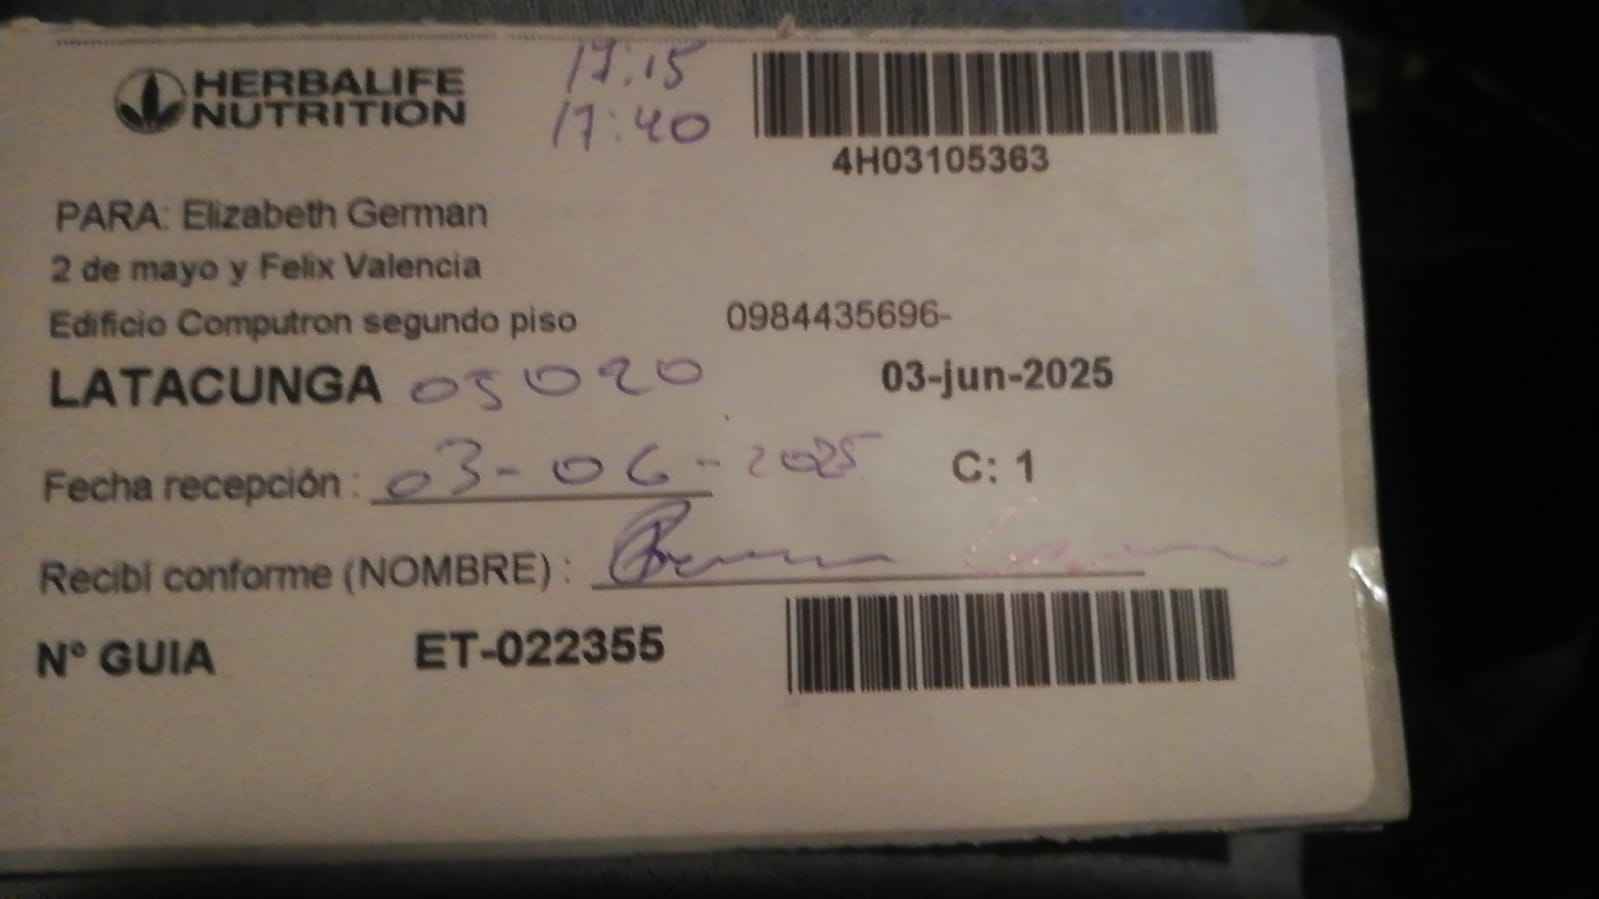 HERBALIFE
NUTRITION
17:15
17:40
4H03105363
PARA: Elizabeth German
2 de mayo y Felix Valencia
Edificio Computron segundo piso 0984435696-
LATACUNGA 05020 03-jun-2025
Fecha recepción : 03-06-2025 C: 1
Recibí conforme (NOMBRE) :
Nº GUIA ET-022355